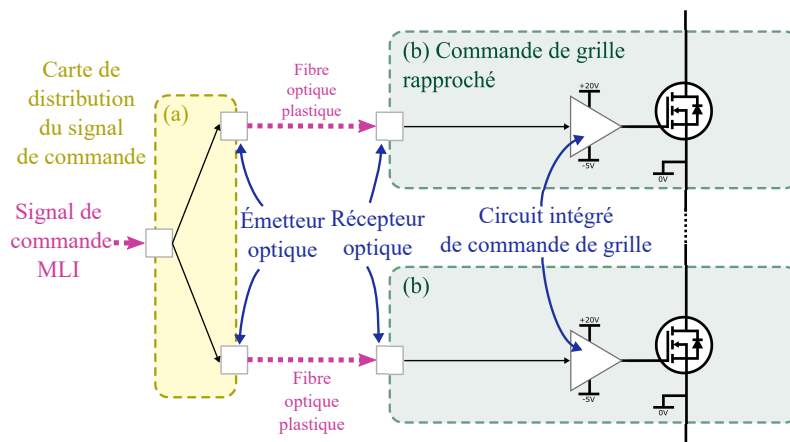 Carte de
distribution
du signal
de commande
(a)
Fibre
optique
plastique
(b) Commande de grille
rapproché
+20V
-5V
0V
Signal de
commande
MLI
Émetteur
optique
Récepteur
optique
Circuit intégré
de commande de grille
(b)
+20V
-5V
0V
Fibre
optique
plastique